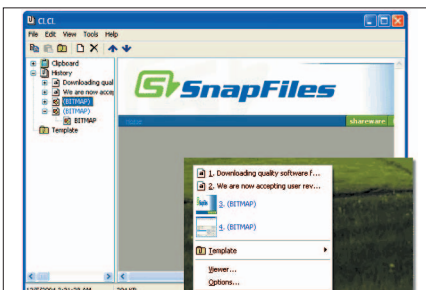 CLCL
File Edit View Tools Help
Clipboard
History
Downloading qual
We are now accep
(BITMAP)
(BITMAP)
BITMAP
Template
SnapFiles
shareware
1. Downloading quality software f...
2. We are now accepting user rev...
3. (BITMAP)
4. (BITMAP)
Template
Viewer...
Options...